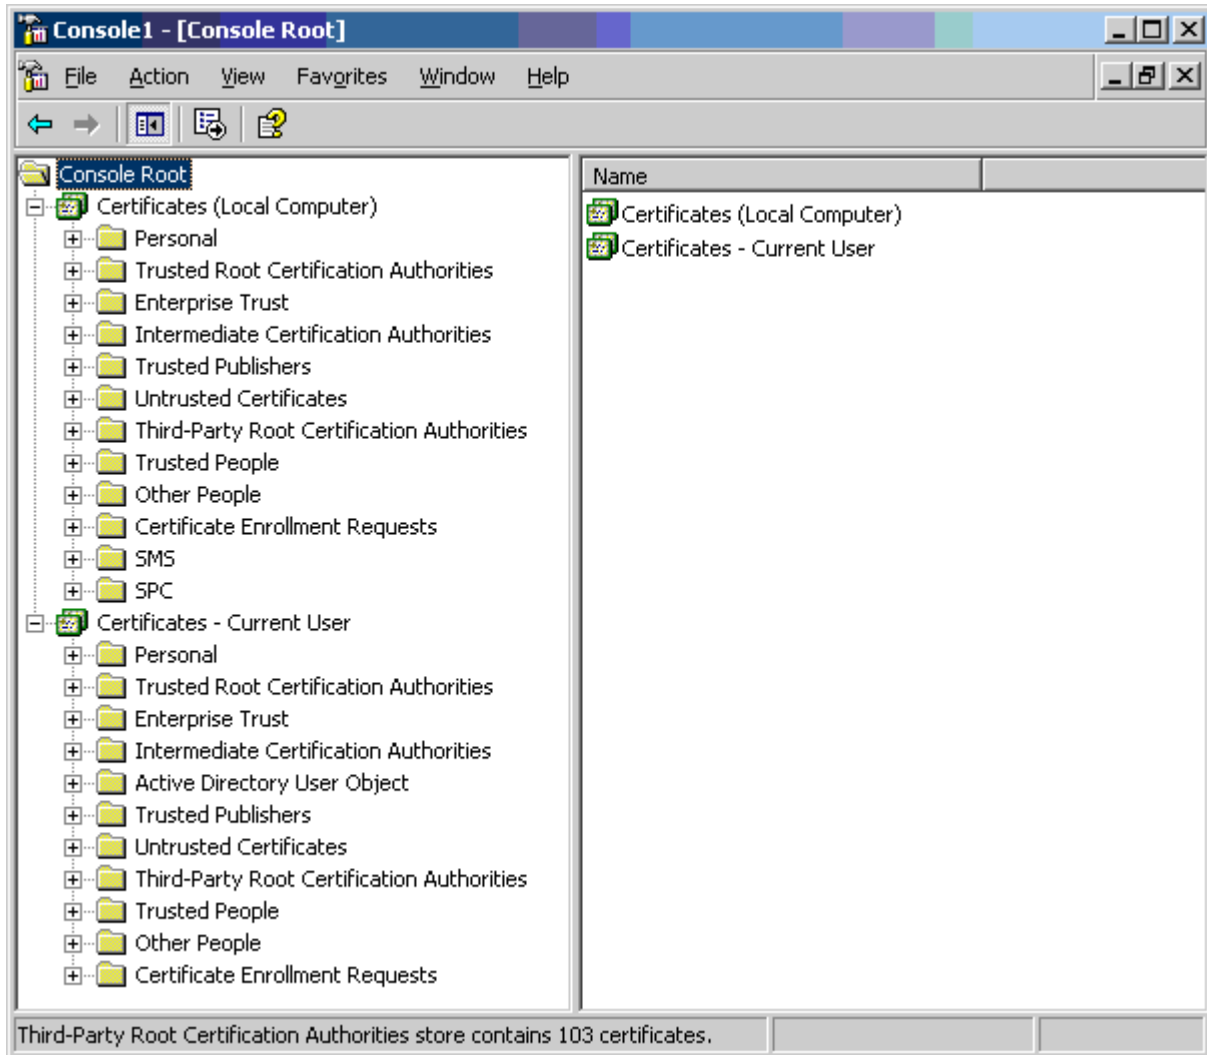 Console1 - [Console Root]
File Action View Favorites Window Help
Console Root
Certificates (Local Computer)
Personal
Trusted Root Certification Authorities
Enterprise Trust
Intermediate Certification Authorities
Trusted Publishers
Untrusted Certificates
Third-Party Root Certification Authorities
Trusted People
Other People
Certificate Enrollment Requests
SMS
SPC
Certificates - Current User
Personal
Trusted Root Certification Authorities
Enterprise Trust
Intermediate Certification Authorities
Active Directory User Object
Trusted Publishers
Untrusted Certificates
Third-Party Root Certification Authorities
Trusted People
Other People
Certificate Enrollment Requests
Name
Certificates (Local Computer)
Certificates - Current User
Third-Party Root Certification Authorities store contains 103 certificates.